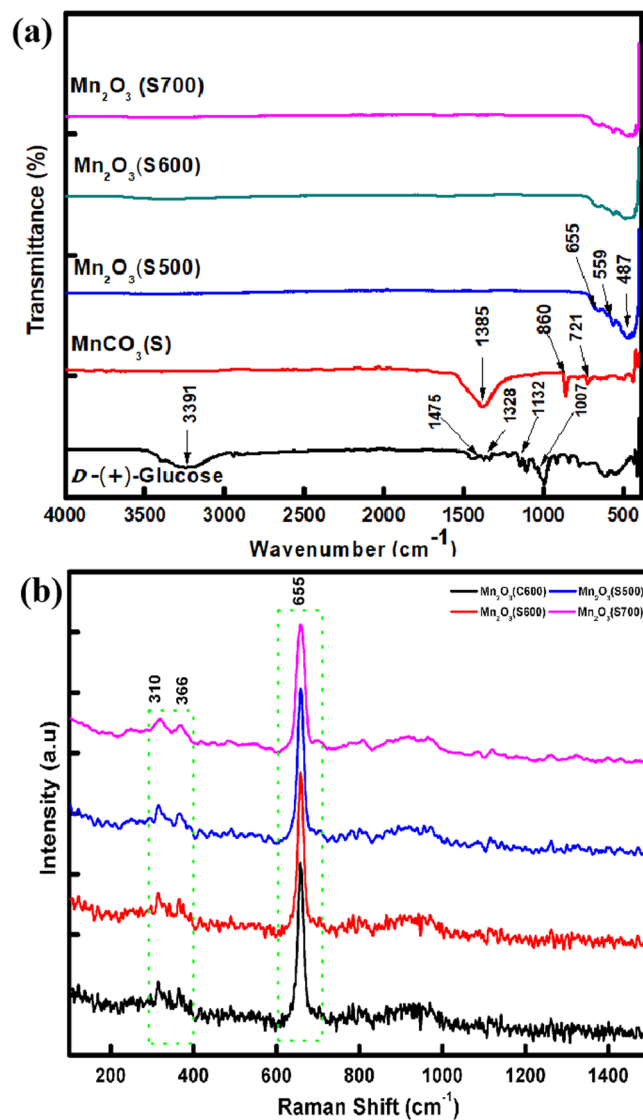 (a)
Mn2O3 (S700)
Mn2O3(S600)
Mn2O3(S500)
MnCO3(S)
D-(+)-Glucose
655
559
487
1385
860
721
3391
1475
1328
1132
1007
Transmittance (%)
4000 3500 3000 2500 2000 1500 1000 500
Wavenumber (cm-1)
(b)
655
Mn2O3(C600) Mn2O3(S500)
Mn2O3(S600) Mn2O3(S700)
310 366
Intensity (a.u)
200 400 600 800 1000 1200 1400
Raman Shift (cm-1)